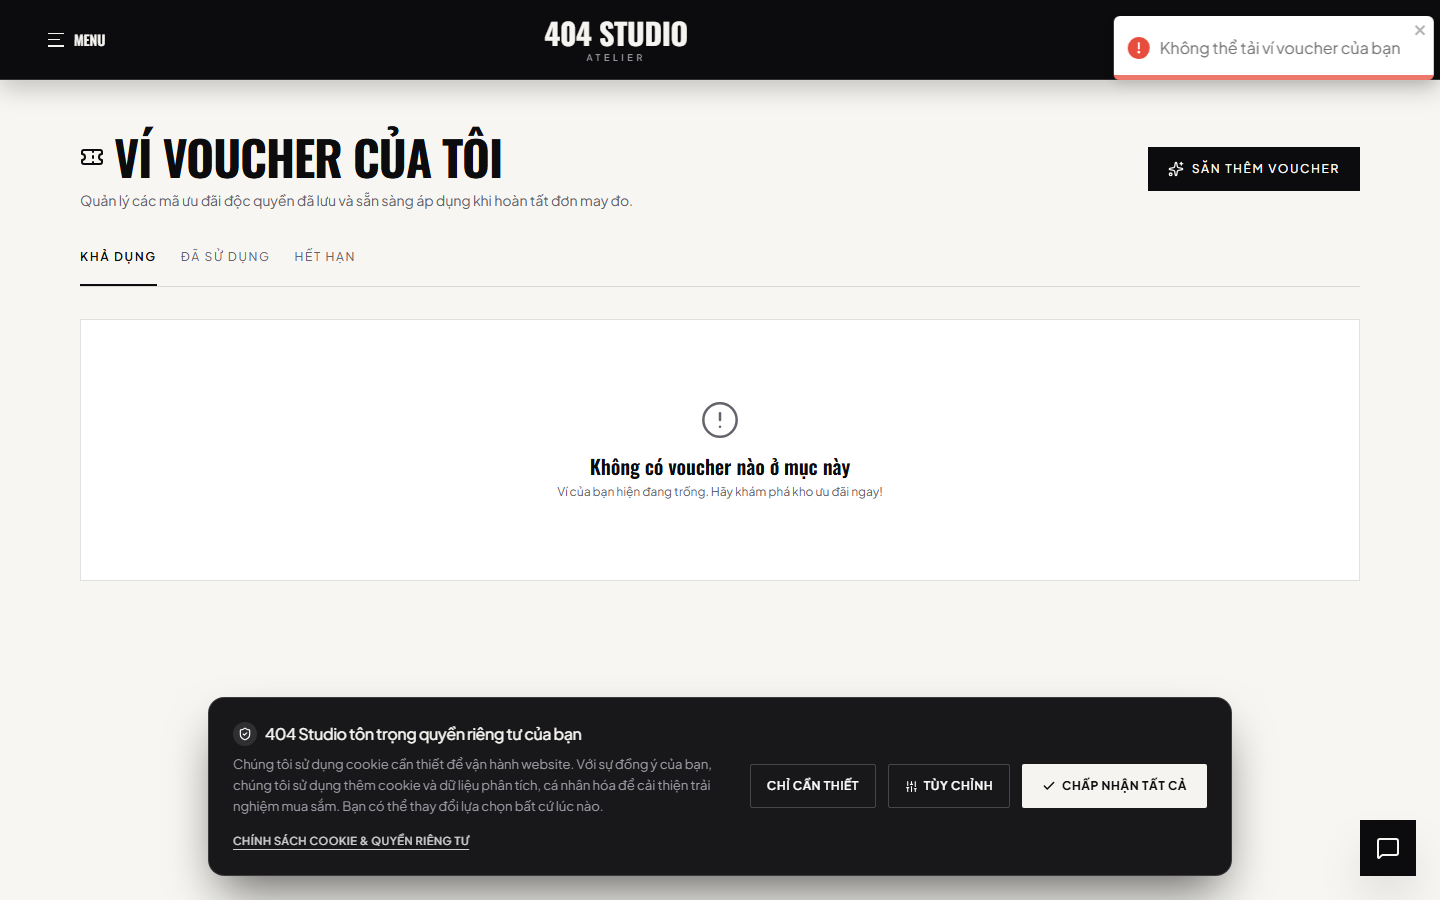 MENU
404 STUDIO
ATELIER
Không thể tải ví voucher của bạn
VÍ VOUCHER CỦA TÔI
Quản lý các mã ưu đãi độc quyền đã lưu và sẵn sàng áp dụng khi hoàn tất đơn may đo.
SĂN THÊM VOUCHER
KHẢ DỤNG
ĐÃ SỬ DỤNG
HẾT HẠN
Không có voucher nào ở mục này
Ví của bạn hiện đang trống. Hãy khám phá kho ưu đãi ngay!
404 Studio tôn trọng quyền riêng tư của bạn
Chúng tôi sử dụng cookie cần thiết để vận hành website. Với sự đồng ý của bạn,
chúng tôi sử dụng thêm cookie và dữ liệu phân tích, cá nhân hóa để cải thiện trải
nghiệm mua sắm. Bạn có thể thay đổi lựa chọn bất cứ lúc nào.
CHÍNH SÁCH COOKIE & QUYỀN RIÊNG TƯ
CHỈ CẦN THIẾT
TÙY CHỈNH
CHẤP NHẬN TẤT CẢ